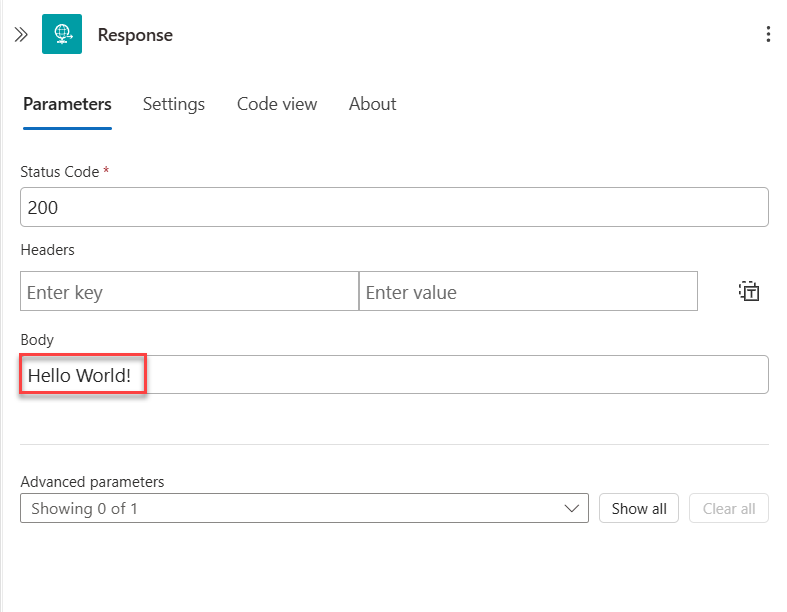 Response
Parameters Settings Code view About
Status Code *
200
Headers
Enter key Enter value
Body
Hello World!
Advanced parameters
Showing 0 of 1 Show all Clear all